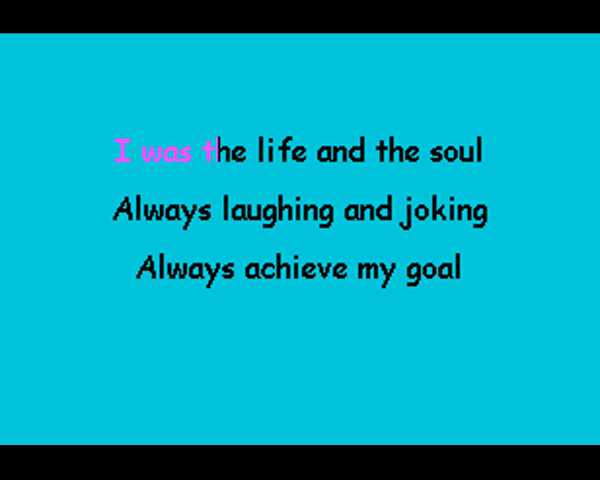 I was the life and the soul
Always laughing and joking
Always achieve my goal